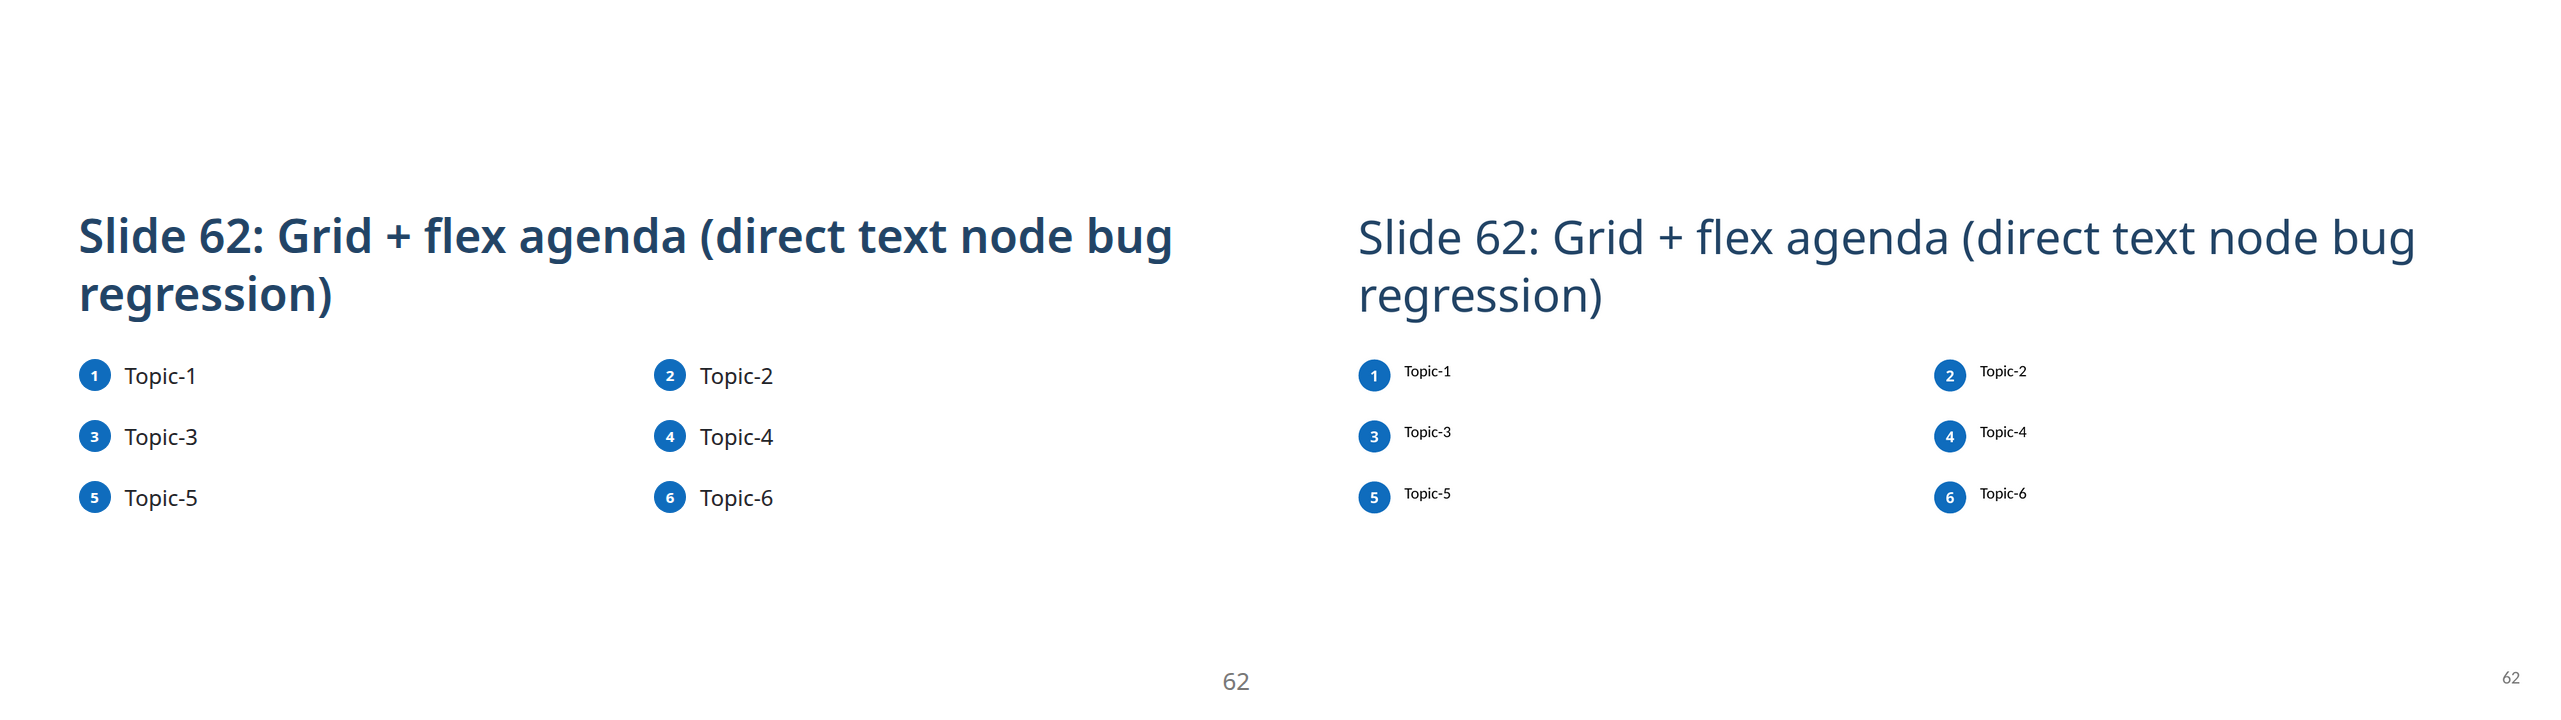 Slide 62: Grid + flex agenda (direct text node bug
regression)
1 Topic-1
2 Topic-2
3 Topic-3
4 Topic-4
5 Topic-5
6 Topic-6
62
Slide 62: Grid + flex agenda (direct text node bug
regression)
1 Topic-1
2 Topic-2
3 Topic-3
4 Topic-4
5 Topic-5
6 Topic-6
62